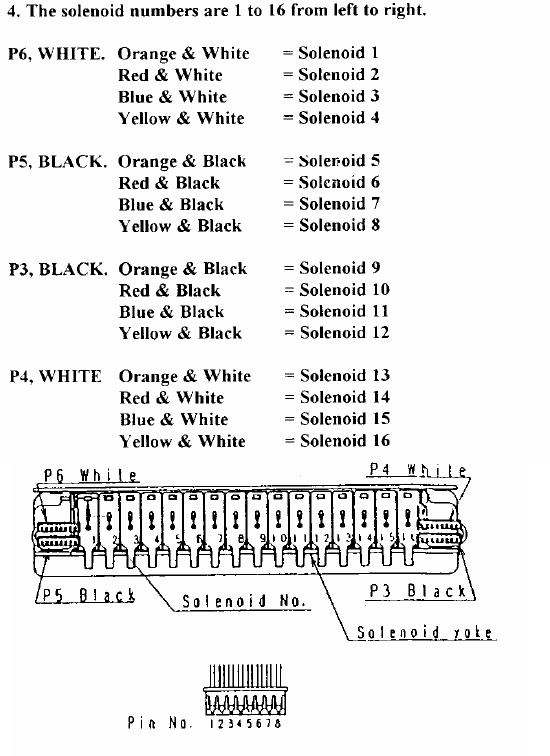 4. The solenoid numbers are 1 to 16 from left to right.
P6, WHITE. Orange & White = Solenoid 1
Red & White = Solenoid 2
Blue & White = Solenoid 3
Yellow & White = Solenoid 4
P5, BLACK. Orange & Black = Solenoid 5
Red & Black = Solenoid 6
Blue & Black = Solenoid 7
Yellow & Black = Solenoid 8
P3, BLACK. Orange & Black = Solenoid 9
Red & Black = Solenoid 10
Blue & Black = Solenoid 11
Yellow & Black = Solenoid 12
P4, WHITE Orange & White = Solenoid 13
Red & White = Solenoid 14
Blue & White = Solenoid 15
Yellow & White = Solenoid 16
P6 White
P4 White
1 2 3 4 5 6 7 8 9 10 11
P5 Black
Solenoid No.
P3 Black
Solenoid yoke
Pin No. 1 2 3 4 5 6 7 8